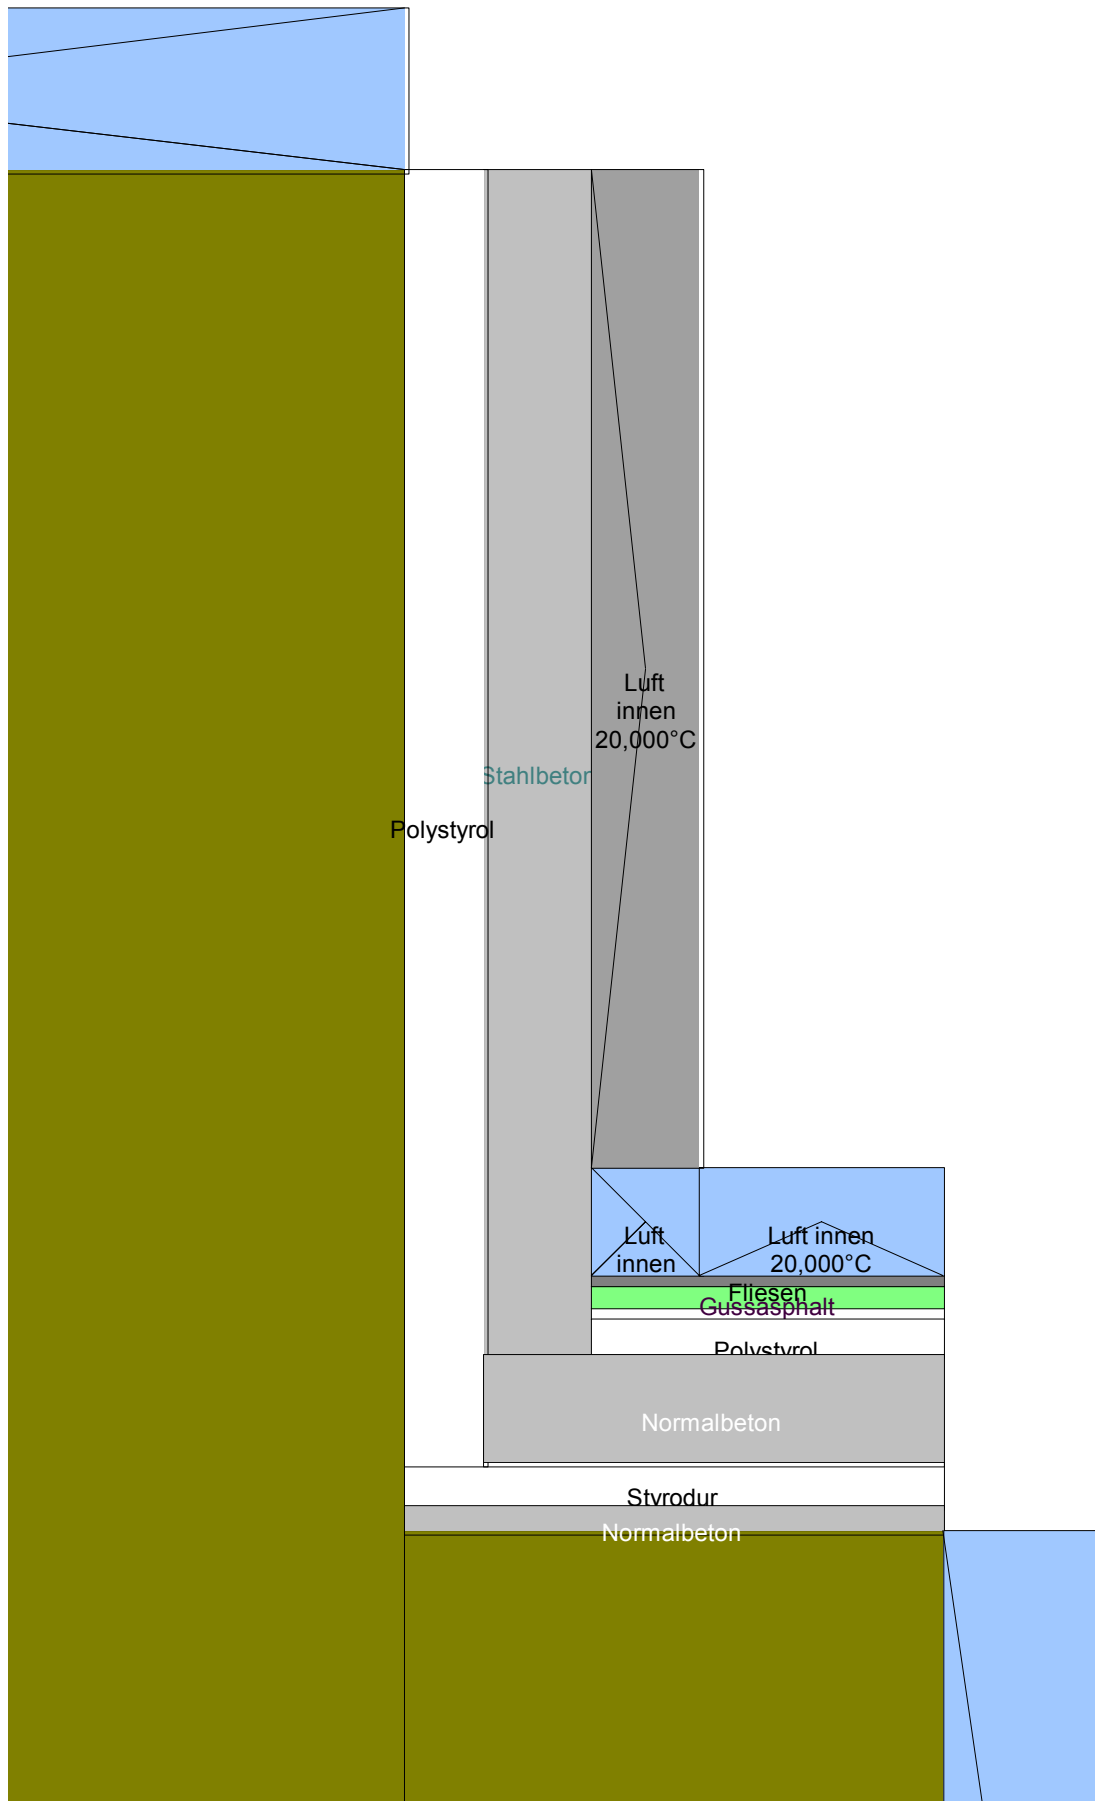 Luft
innen
20,000°C
Stahlbeton
Polystyrol
Luft
innen
Luft innen
20,000°C
Fliesen
Gussasphalt
Polystyrol
Normalbeton
Styrodur
Normalbeton